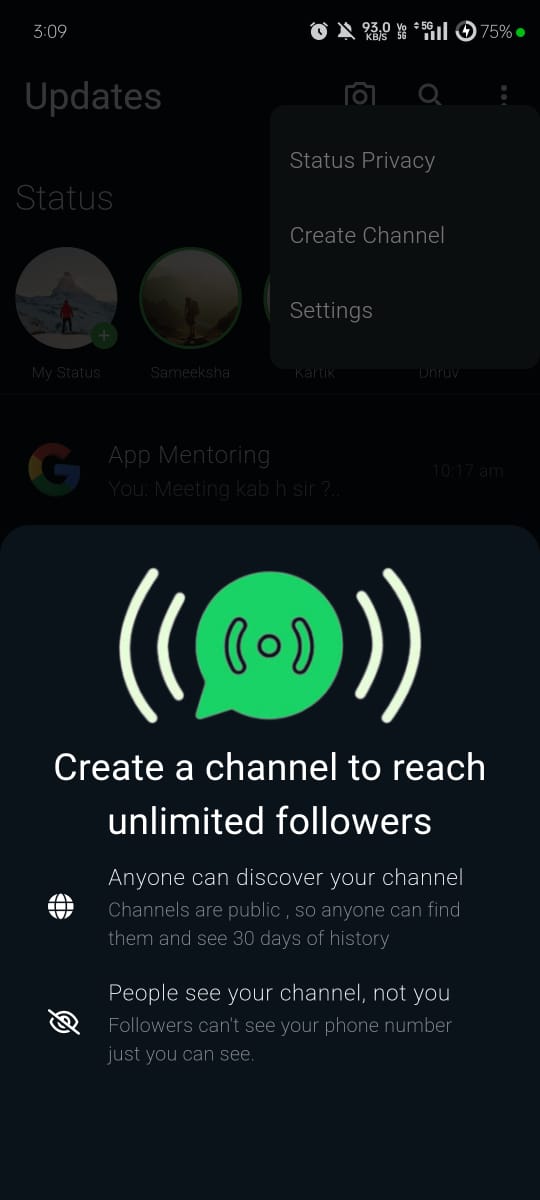 3:09
93.0 KB/S Vo 5G 5G 75%
Updates
Status Privacy
Status
Create Channel
Settings
My Status Sameeksha Kartik Dhruv
App Mentoring
10:17 am
You: Meeting kab h sir ?..
Create a channel to reach
unlimited followers
Anyone can discover your channel
Channels are public , so anyone can find
them and see 30 days of history
People see your channel, not you
Followers can't see your phone number
just you can see.